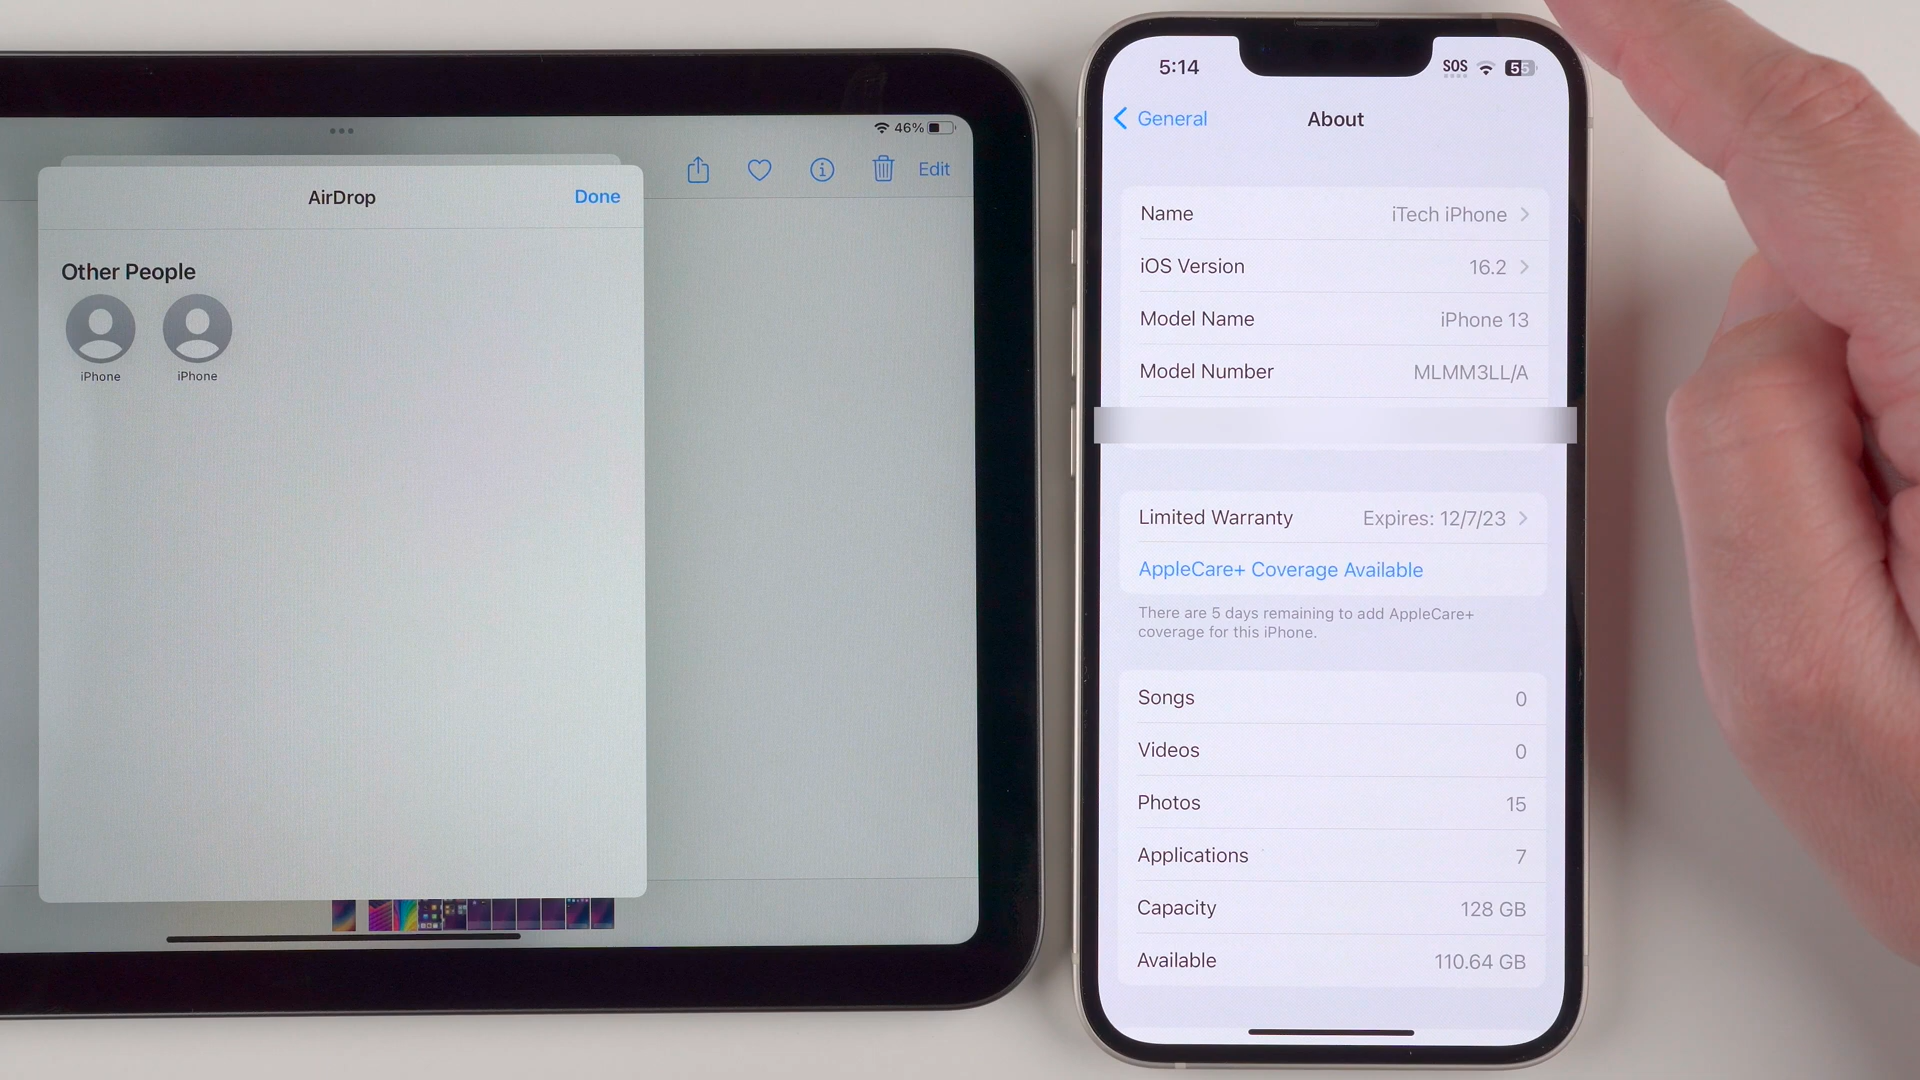 46%
Edit
AirDrop
Done
Other People
iPhone
iPhone
5:14
SOS
55
General
About
Name
iTech iPhone
iOS Version
16.2
Model Name
iPhone 13
Model Number
MLMM3LL/A
Limited Warranty
Expires: 12/7/23
AppleCare+ Coverage Available
There are 5 days remaining to add AppleCare+
coverage for this iPhone.
Songs
0
Videos
0
Photos
15
Applications
7
Capacity
128 GB
Available
110.64 GB